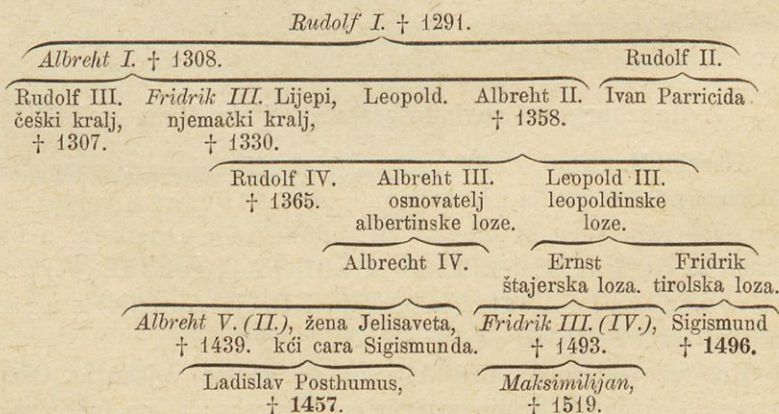 Rudolf I. † 1291.
Albreht I. † 1308. Rudolf II.
Rudolf III. Fridrik III. Lijepi, Leopold. Albreht II. Ivan Parricida
češki kralj, njemački kralj, † 1358.
† 1307. † 1330.
Rudolf IV. Albreht III. Leopold III.
† 1365. osnovatelj leopoldinske
albertinske loze. loze.
Albrecht IV. Ernst Fridrik
štajerska loza. tirolska loza.
Albreht V. (II.), žena Jelisaveta, Fridrik III. (IV.), Sigismund
† 1439. kći cara Sigismunda. † 1493. † 1496.
Ladislav Posthumus, Maksimilijan,
† 1457. † 1519.